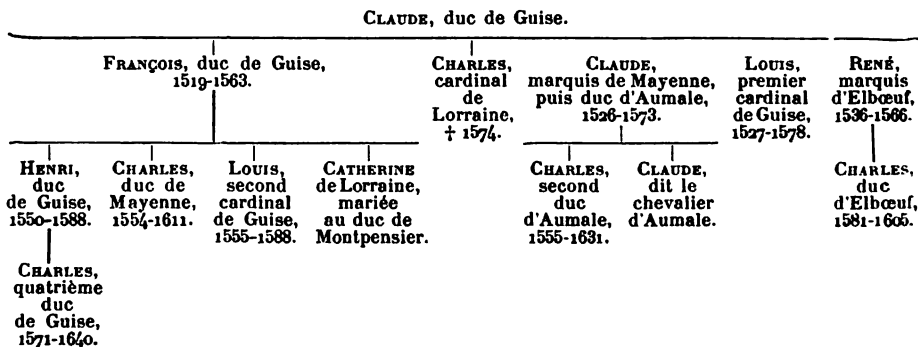 CLAUDE, duc de Guise.
FRANÇOIS, duc de Guise,
1519-1563.
CHARLES,
cardinal
de
Lorraine,
† 1574.
CLAUDE,
marquis de Mayenne,
puis duc d'Aumale,
1526-1573.
LOUIS,
premier
cardinal
de Guise,
1527-1578.
RENÉ,
marquis
d'Elbœuf,
1536-1566.
HENRI,
duc
de Guise,
1550-1588.
CHARLES,
duc de
Mayenne,
1554-1611.
LOUIS,
second
cardinal
de Guise,
1555-1588.
CATHERINE
de Lorraine,
mariée
au duc de
Montpensier.
CHARLES,
second
duc
d'Aumale,
1555-1631.
CLAUDE,
dit le
chevalier
d'Aumale.
CHARLES,
duc
d'Elbœuf,
1581-1605.
CHARLES,
quatrième
duc
de Guise,
1571-1640.